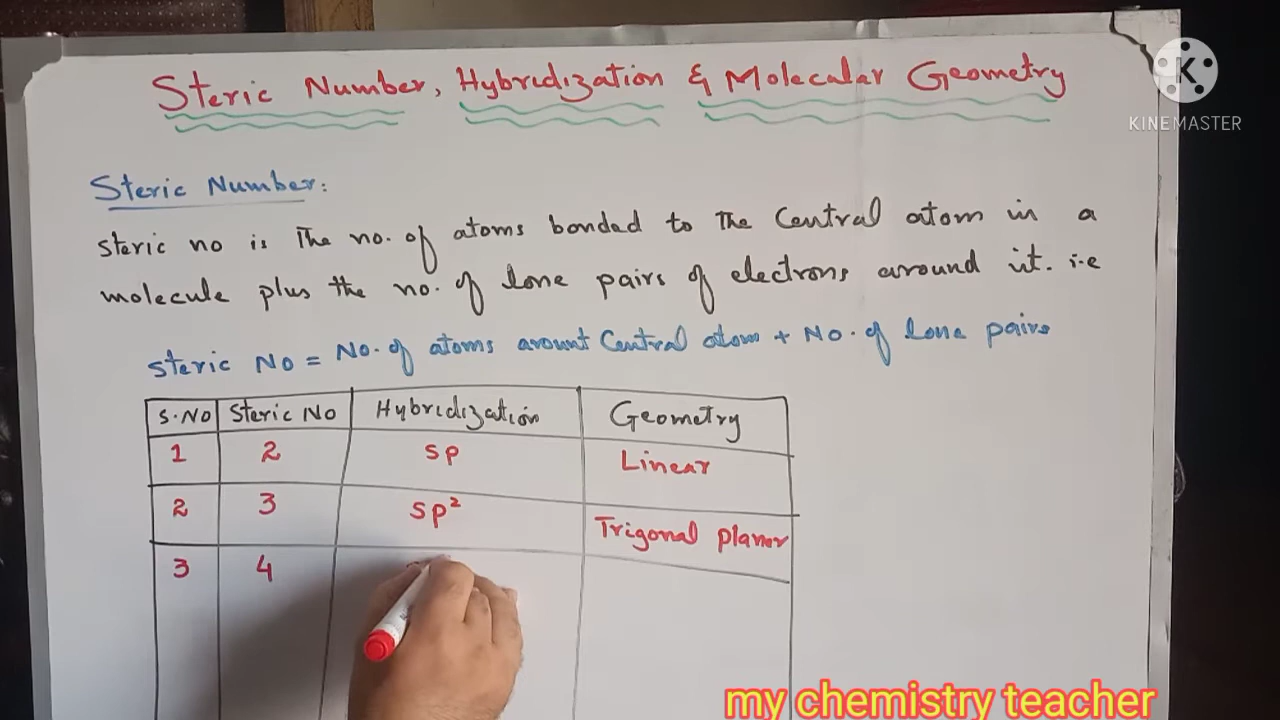 Steric Number, Hybridization & Molecular Geometry
KINEMASTER
Steric Number:
Steric no is The no. of atoms bonded to the Central atom in a
molecule plus the no. of lone pairs of electrons around it. i.e
Steric No = No. of atoms arount Central atom + No. of lone pairs
S.NO Steric No Hybridization Geometry
1 2 sp Linear
2 3 sp² Trigonal planer
3 4
my chemistry teacher